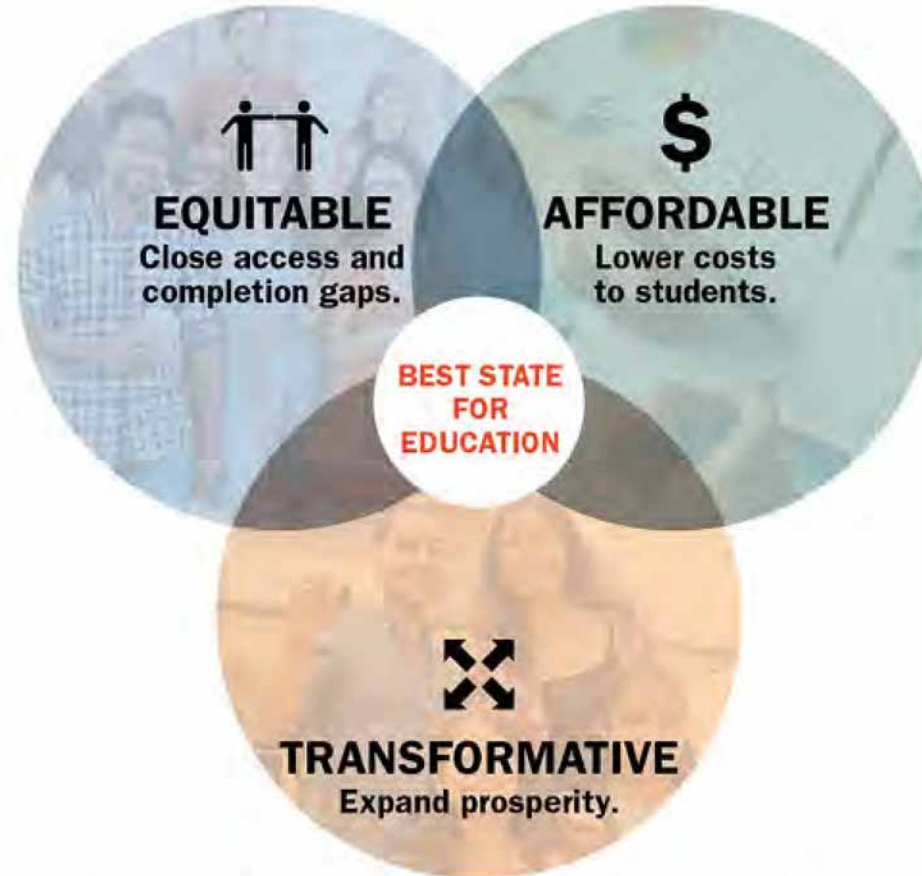 $
EQUITABLE
Close access and
completion gaps.
AFFORDABLE
Lower costs
to students.
BEST STATE
FOR
EDUCATION
TRANSFORMATIVE
Expand prosperity.